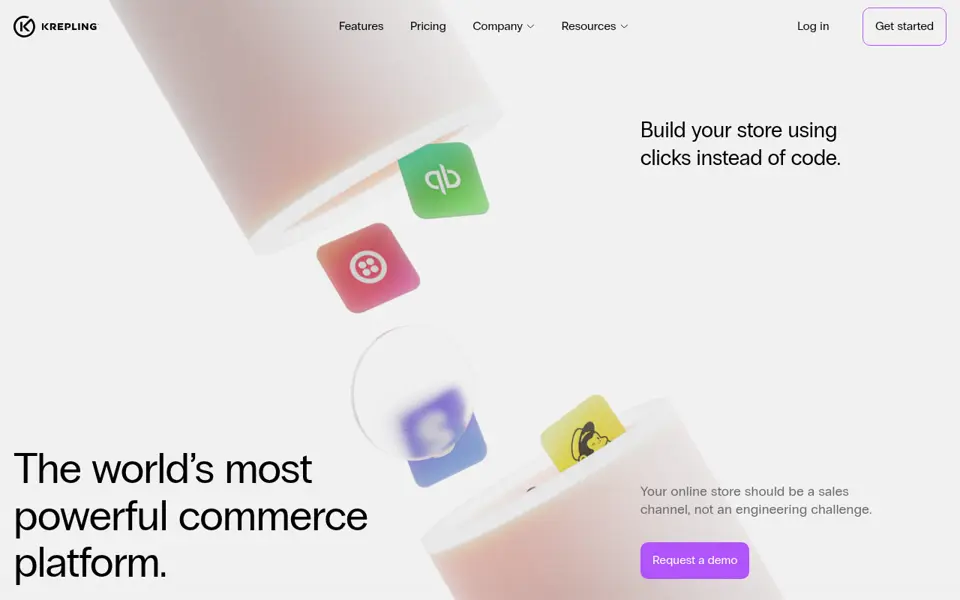 KREPLING
Features
Pricing
Company
Resources
Log in
Get started
Build your store using
clicks instead of code.
qb
S
The world's most
powerful commerce
platform.
Your online store should be a sales
channel, not an engineering challenge.
Request a demo